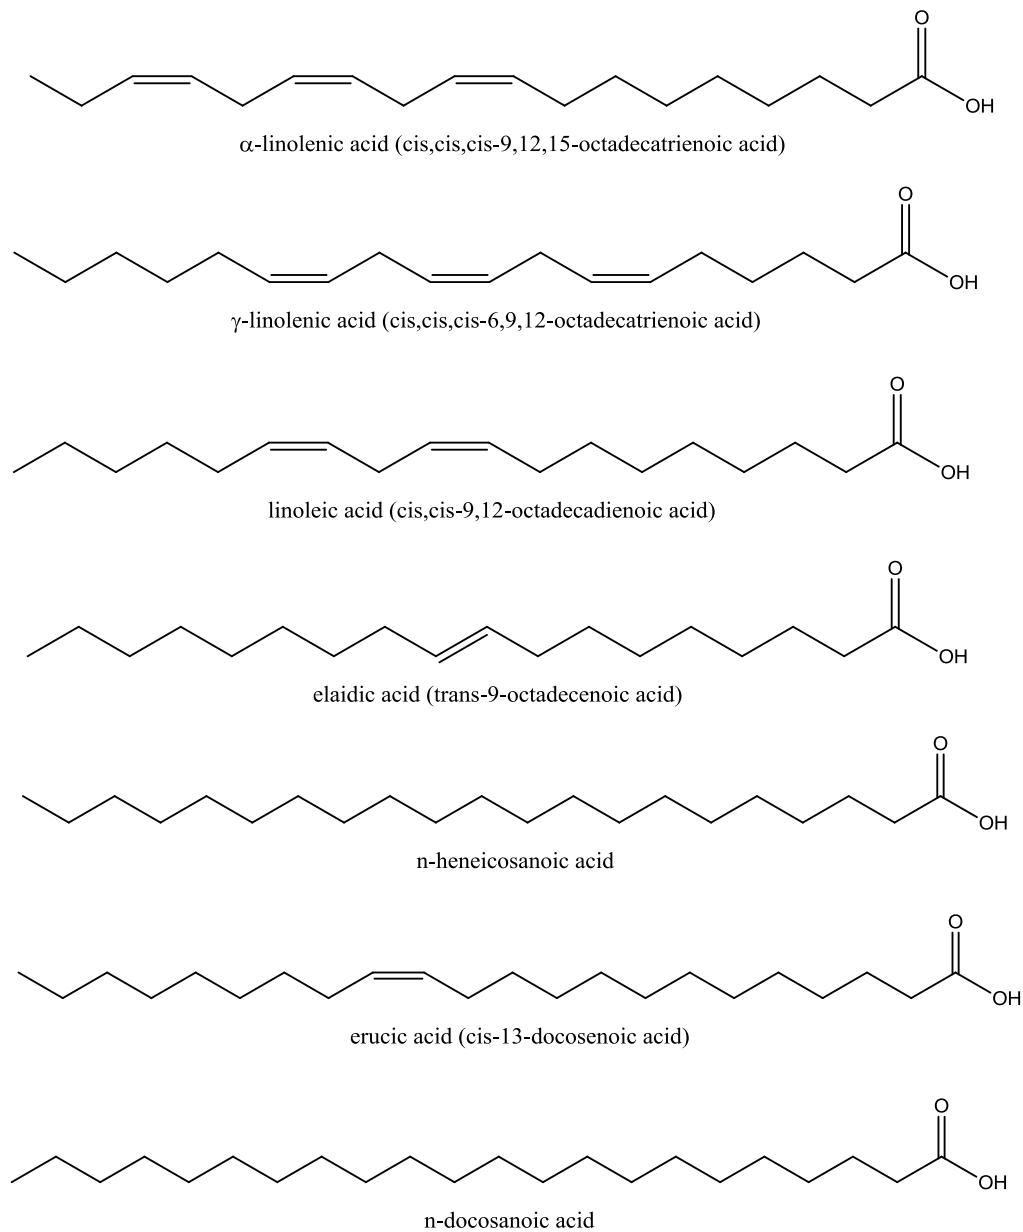 O
OH
α-linolenic acid (cis,cis,cis-9,12,15-octadecatrienoic acid)
O
OH
γ-linolenic acid (cis,cis,cis-6,9,12-octadecatrienoic acid)
O
OH
linoleic acid (cis,cis-9,12-octadecadienoic acid)
O
OH
elaidic acid (trans-9-octadecenoic acid)
O
OH
n-heneicosanoic acid
O
OH
erucic acid (cis-13-docosenoic acid)
O
OH
n-docosanoic acid